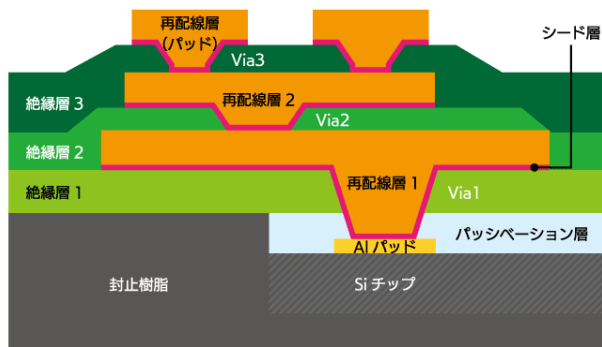 再配線層
(パッド)
シード層
Via3
再配線層 2
絶縁層 3
Via2
絶縁層 2
再配線層 1
絶縁層 1
Via1
パッシベーション層
Al パッド
封止樹脂
Si チップ